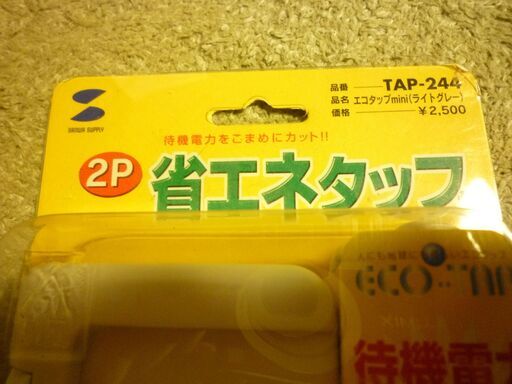 品番 TAP-244
品名 エコタップmini(ライトグレー)
価格 ¥2,500
SANWA SUPPLY
待機電力をこまめにカット!!
2P 省エネタップ
ECO TAP
待機電